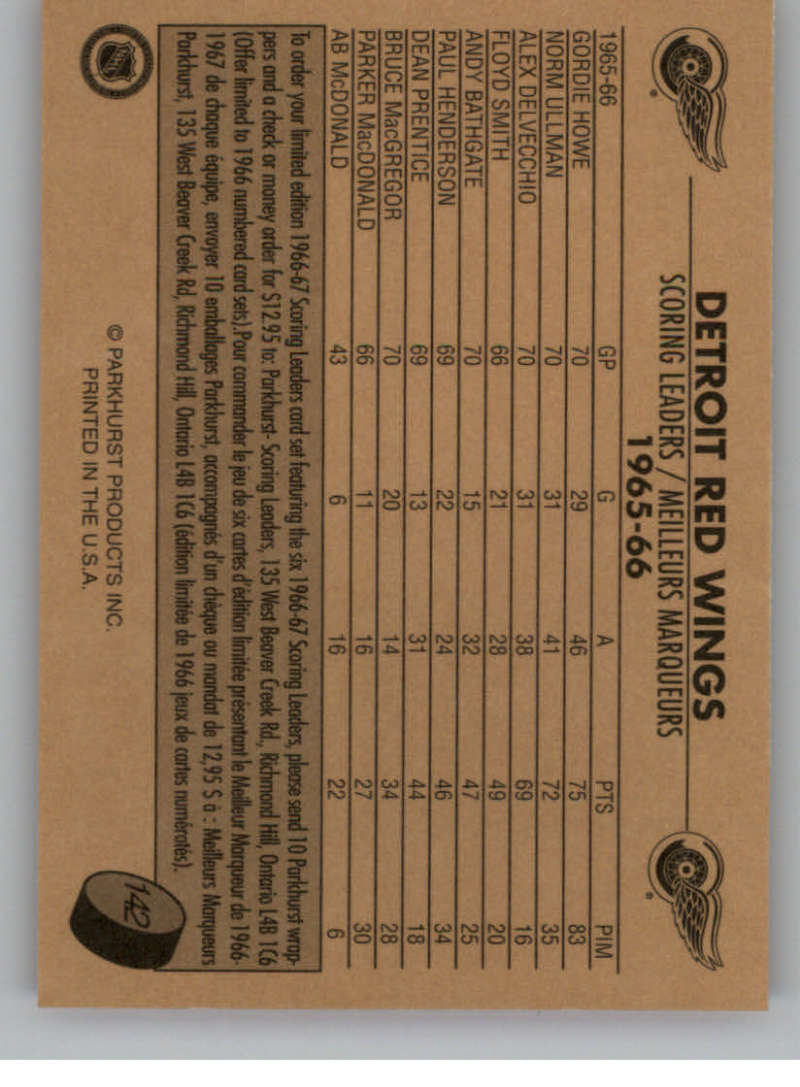 DETROIT RED WINGS
SCORING LEADERS / MEILLEURS MARQUEURS
1965-66
1965-66 GP G A PTS PIM
GORDIE HOWE 70 29 46 75 83
NORM ULLMAN 70 31 41 72 35
ALEX DELVECCHIO 70 31 38 69 16
FLOYD SMITH 66 21 28 49 20
ANDY BATHGATE 70 15 32 47 25
PAUL HENDERSON 69 22 24 46 34
DEAN PRENTICE 69 13 31 44 18
BRUCE MacGREGOR 70 20 14 34 28
PARKER MacDONALD 66 11 16 27 30
AB McDONALD 43 6 16 22 6
To order your limited edition 1966-67 Scoring Leaders card set featuring the six 1966-67 Scoring Leaders, please send 10 Parkhurst wrap-
pers and a check or money order for $12.95 to: Parkhurst- Scoring Leaders, 135 West Beaver Creek Rd., Richmond Hill, Ontario L4B 1C6
(Offer limited to 1966 numbered card sets).Pour commander le jeu de six cartes d'édition limitée présentant le Meilleur Marqueur de 1966-
1967 de chaque équipe, envoyer 10 emballages Parkhurst, accompagnés d'un chèque ou mandat de 12,95 $ à : Meilleurs Marqueurs
Parkhurst, 135 West Beaver Creek Rd, Richmond Hill, Ontario L4B 1C6 (édition limitée de 1966 jeux de cartes numérotés).
142
NHL
© PARKHURST PRODUCTS INC.
PRINTED IN THE U.S.A.